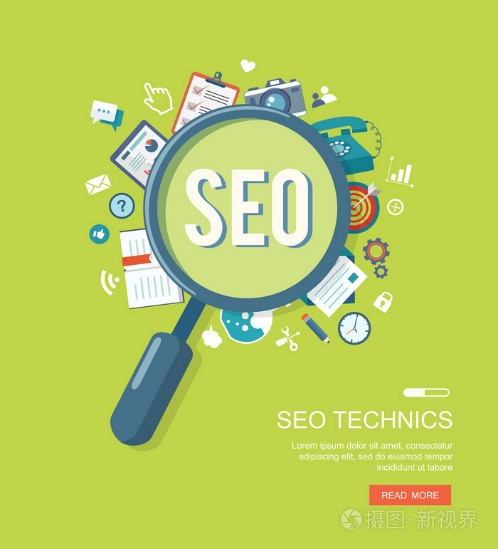 SEO
?
SEO TECHNICS
Lorem ipsum dolor sit amet, consectetur
adipiscing elit, sed do eiusmod tempor
incididunt ut labore
READ MORE
摄图·新视界